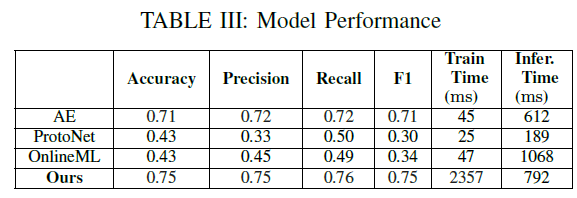 TABLE III: Model Performance
Accuracy Precision Recall F1 Train Time (ms) Infer. Time (ms)
AE 0.71 0.72 0.72 0.71 45 612
ProtoNet 0.43 0.33 0.50 0.30 25 189
OnlineML 0.43 0.45 0.49 0.34 47 1068
Ours 0.75 0.75 0.76 0.75 2357 792